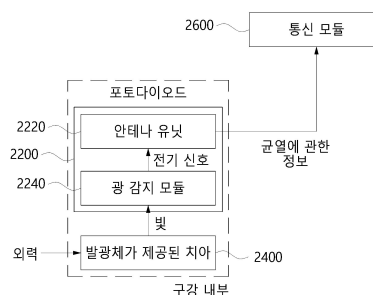 2600
통신 모듈
포토다이오드
2220
안테나 유닛
2200
전기 신호
균열에 관한
정보
2240
광 감지 모듈
빛
외력
발광체가 제공된 치아
2400
구강 내부